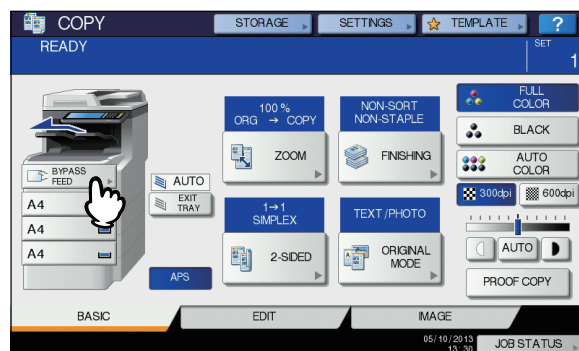 COPY
STORAGE
SETTINGS
TEMPLATE
?
READY
SET
1
100 %
ORG → COPY
ZOOM
NON-SORT
NON-STAPLE
FINISHING
FULL
COLOR
BLACK
AUTO
COLOR
300dpi
600dpi
BYPASS
FEED
A4
A4
A4
AUTO
EXIT
TRAY
APS
1→1
SIMPLEX
2-SIDED
TEXT/PHOTO
ORIGINAL
MODE
AUTO
PROOF COPY
BASIC
EDIT
IMAGE
05/10/2013
13:30
JOB STATUS